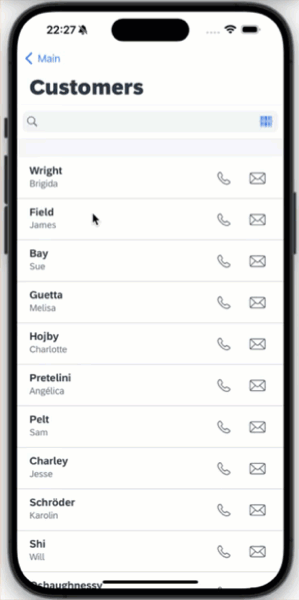 22:27
Main
Customers
Wright
Brigida
Field
James
Bay
Sue
Guetta
Melisa
Hojby
Charlotte
Pretelini
Angélica
Pelt
Sam
Charley
Jesse
Schröder
Karolin
Shi
Will
Oshaughnessy